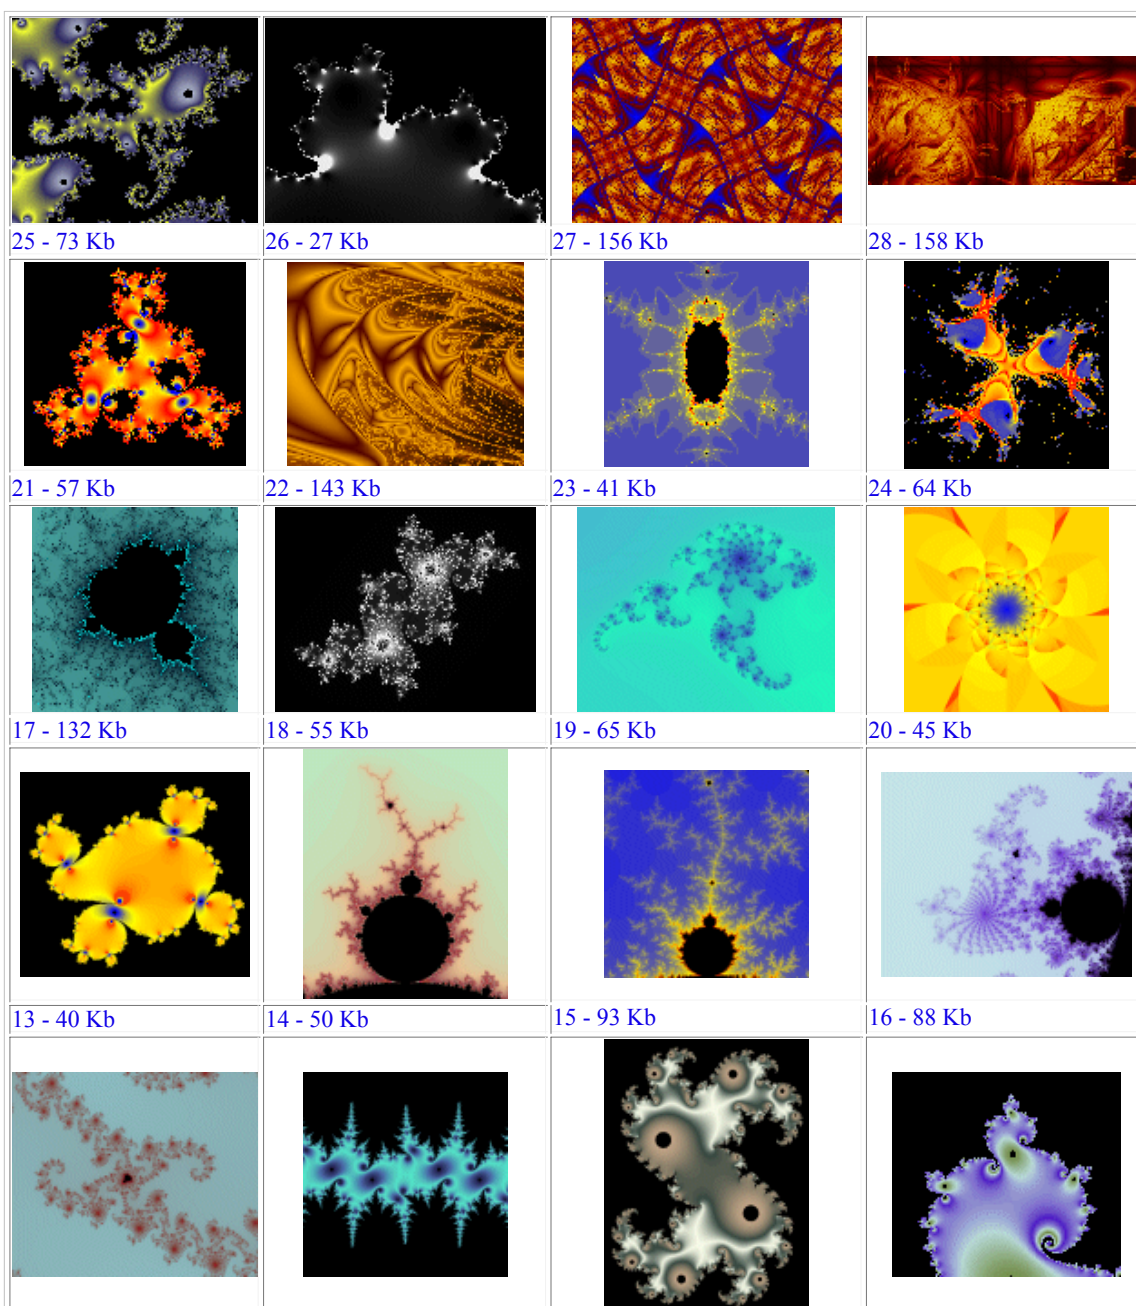 25 - 73 Kb
26 - 27 Kb
27 - 156 Kb
28 - 158 Kb
21 - 57 Kb
22 - 143 Kb
23 - 41 Kb
24 - 64 Kb
17 - 132 Kb
18 - 55 Kb
19 - 65 Kb
20 - 45 Kb
13 - 40 Kb
14 - 50 Kb
15 - 93 Kb
16 - 88 Kb